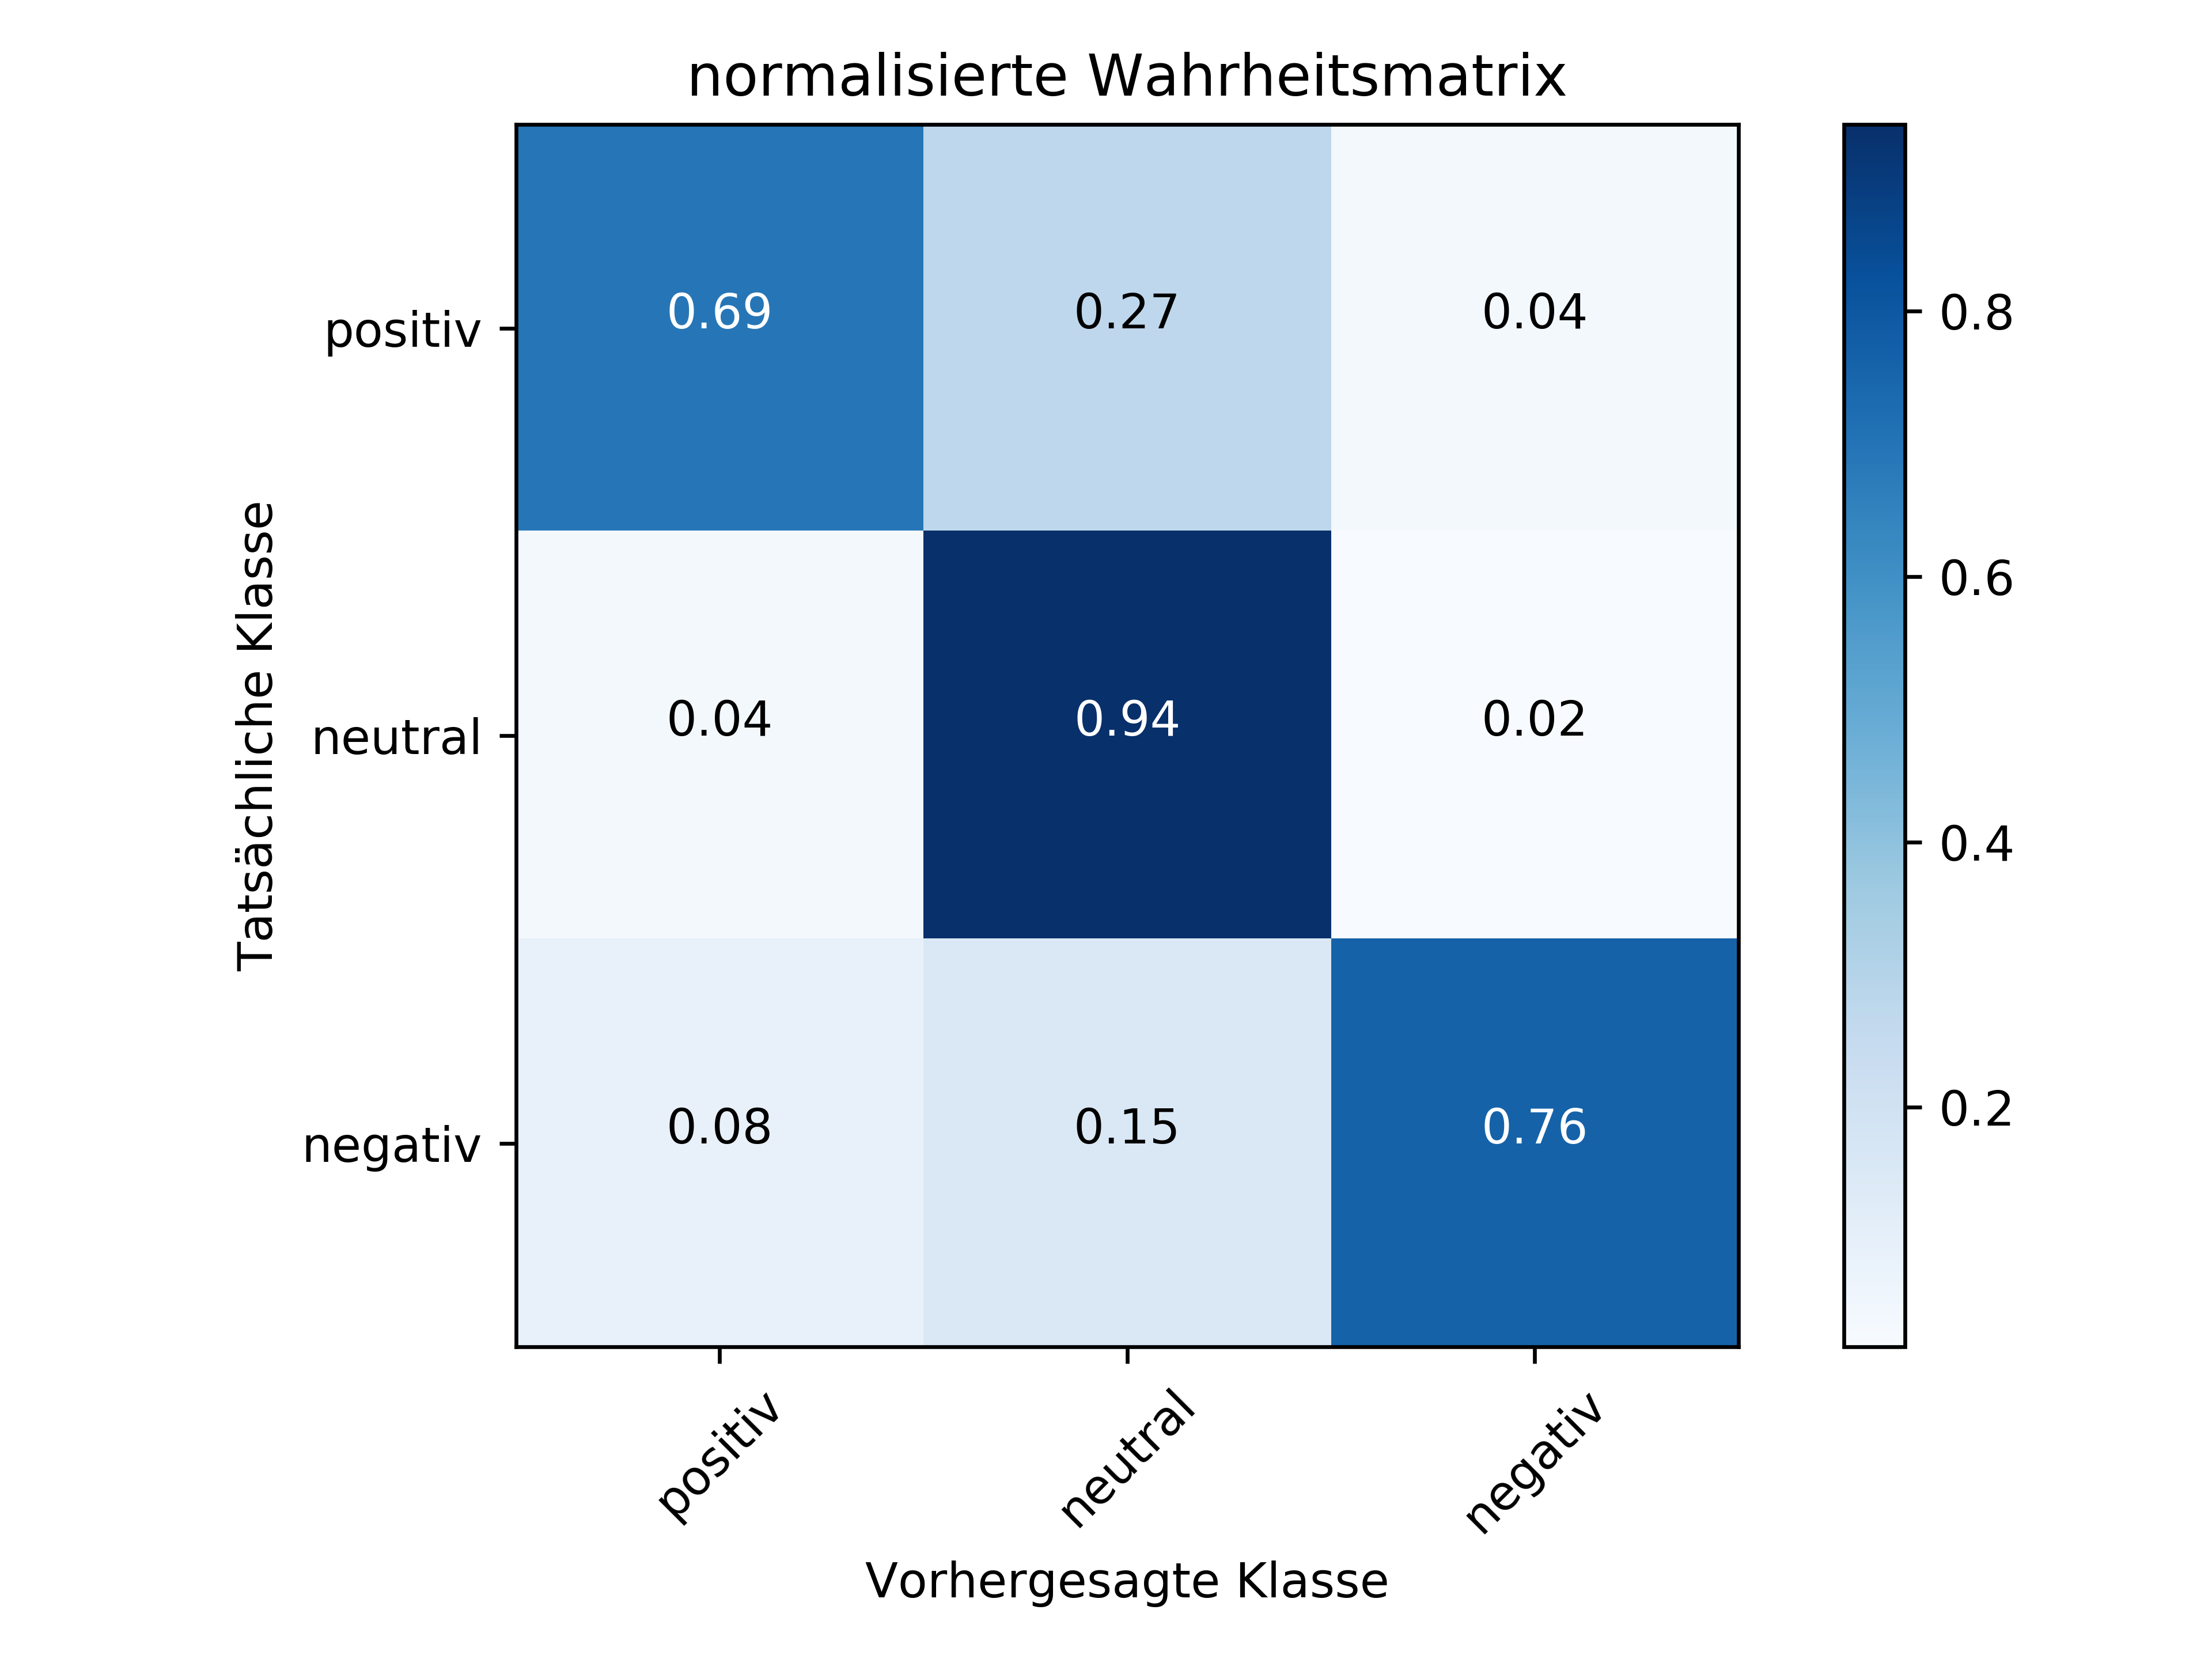 normalisierte Wahrheitsmatrix
Tatsächliche Klasse
positiv 0.69 0.27 0.04
neutral 0.04 0.94 0.02
negativ 0.08 0.15 0.76
positiv neutral negativ
Vorhergesagte Klasse
0.8
0.6
0.4
0.2